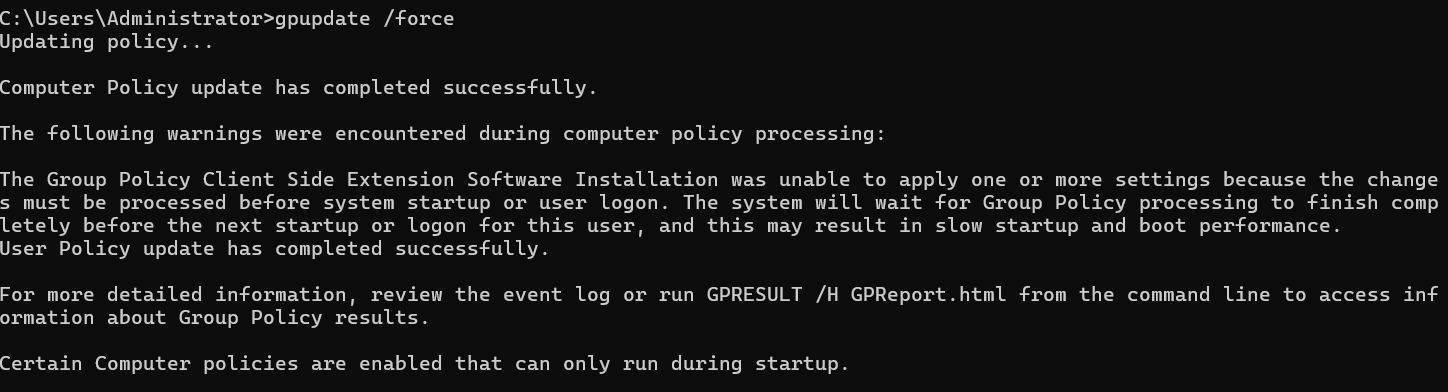 C:\Users\Administrator>gpupdate /force
Updating policy...
Computer Policy update has completed successfully.
The following warnings were encountered during computer policy processing:
The Group Policy Client Side Extension Software Installation was unable to apply one or more settings because the change
s must be processed before system startup or user logon. The system will wait for Group Policy processing to finish comp
letely before the next startup or logon for this user, and this may result in slow startup and boot performance.
User Policy update has completed successfully.
For more detailed information, review the event log or run GPRESULT /H GPReport.html from the command line to access inf
ormation about Group Policy results.
Certain Computer policies are enabled that can only run during startup.